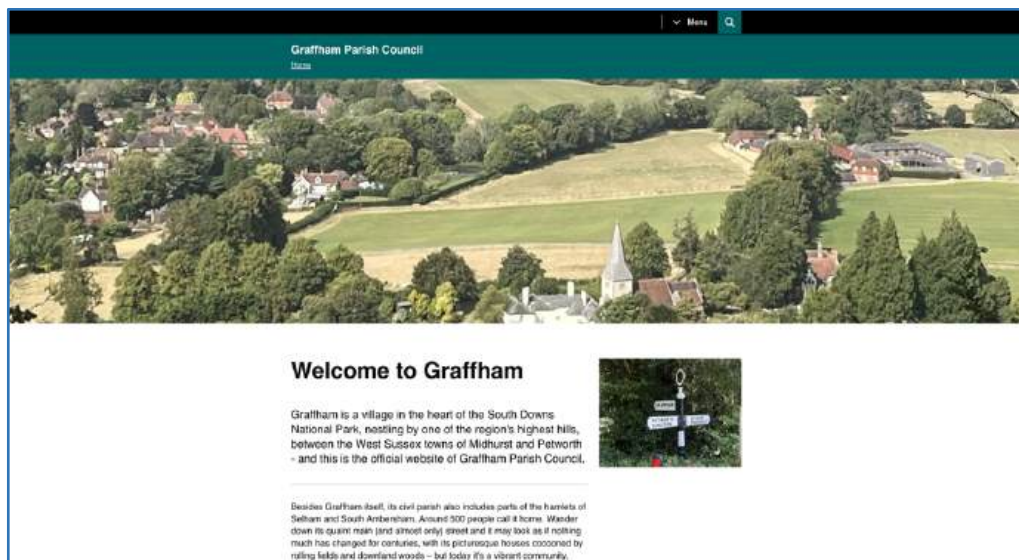 Menu
Graffham Parish Council
Home
Welcome to Graffham
Graffham is a village in the heart of the South Downs
National Park, nestling by one of the region's highest hills,
between the West Sussex towns of Midhurst and Petworth
- and this is the official website of Graffham Parish Council.
Besides Graffham itself, its civil parish also includes parts of the hamlets of
Selham and South Ambersham. Around 500 people call it home. Wander
down its quaint main (and almost only) street and it may look as if nothing
much has changed for centuries, with its picturesque houses cocooned by
rolling fields and downland woods – but today it's a vibrant community,